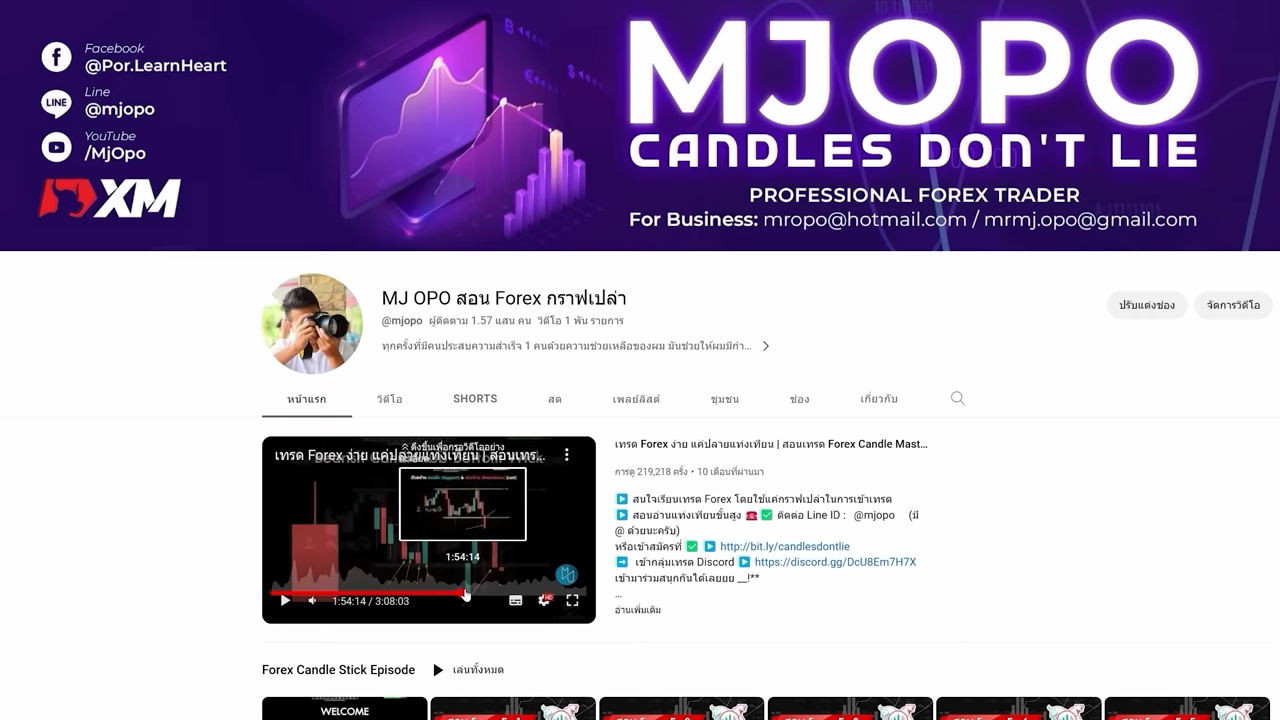 Facebook
@Por.LearnHeart
Line
LINE
@mjopo
YouTube
/MjOpo
XM
MJOPO
CANDLES DON'T LIE
PROFESSIONAL FOREX TRADER
For Business: mropo@hotmail.com / mrmj.opo@gmail.com
MJ OPO สอน Forex กราฟเปล่า
@mjopo ผู้ติดตาม 1.57 แสน คน วิดีโอ 1 พัน รายการ
ทุกครั้งที่มีคนประสบความสำเร็จ 1 คนด้วยความช่วยเหลือของผม มันช่วยให้ผมมีกำ...
ปรับแต่งช่อง
จัดการวิดีโอ
หน้าแรก
วิดีโอ
SHORTS
สด
เพลย์ลิสต์
ชุมชน
ช่อง
เกี่ยวกับ
ดึงขึ้นเพื่อกรอวิดีโออย่าง
เทรด Forex ง่าย แค่ปลายแท่งเทียน | สอนเทร...
1:54:14
1:54:14 / 3:08:03
HD
เทรด Forex ง่าย แค่ปลายแท่งเทียน | สอนเทรด Forex Candle Mast...
การดู 219,218 ครั้ง • 10 เดือนที่ผ่านมา
สนใจเรียนเทรด Forex โดยใช้แค่กราฟเปล่าในการเข้าเทรด
สอนอ่านแท่งเทียนขั้นสูง ☎️ ✅ ติดต่อ Line ID : @mjopo (มี
@ ด้วยนะครับ)
หรือเข้าสมัครที่ ✅ ▶️ http://bit.ly/candlesdontlie
➡️ เข้ากลุ่มเทรด Discord ▶️ https://discord.gg/DcU8Em7H7X
เข้ามาร่วมสนุกกันได้เลยยย __!**
...
อ่านเพิ่มเติม
Forex Candle Stick Episode
เล่นทั้งหมด
WELCOME